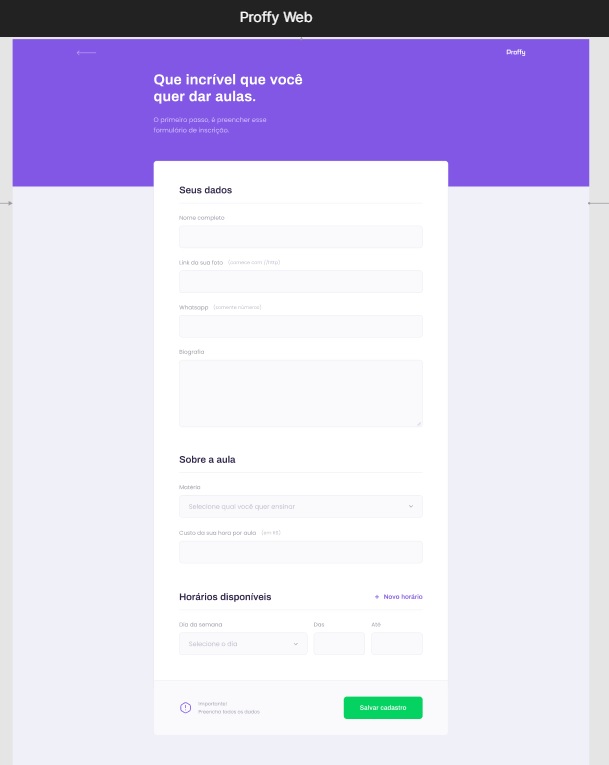 Proffy Web
Proffy
Que incrível que você
quer dar aulas.
O primeiro passo, é preencher esse
formulário de inscrição.
Seus dados
Nome completo
Link da sua foto (comece com //http)
Whatsapp (somente números)
Biografia
Sobre a aula
Matéria
Selecione qual você quer ensinar
Custo da sua hora por aula (em R$)
Horários disponíveis
+ Novo horário
Dia da semana
Das
Até
Selecione o dia
Importante!
Preencha todos os dados.
Salvar cadastro